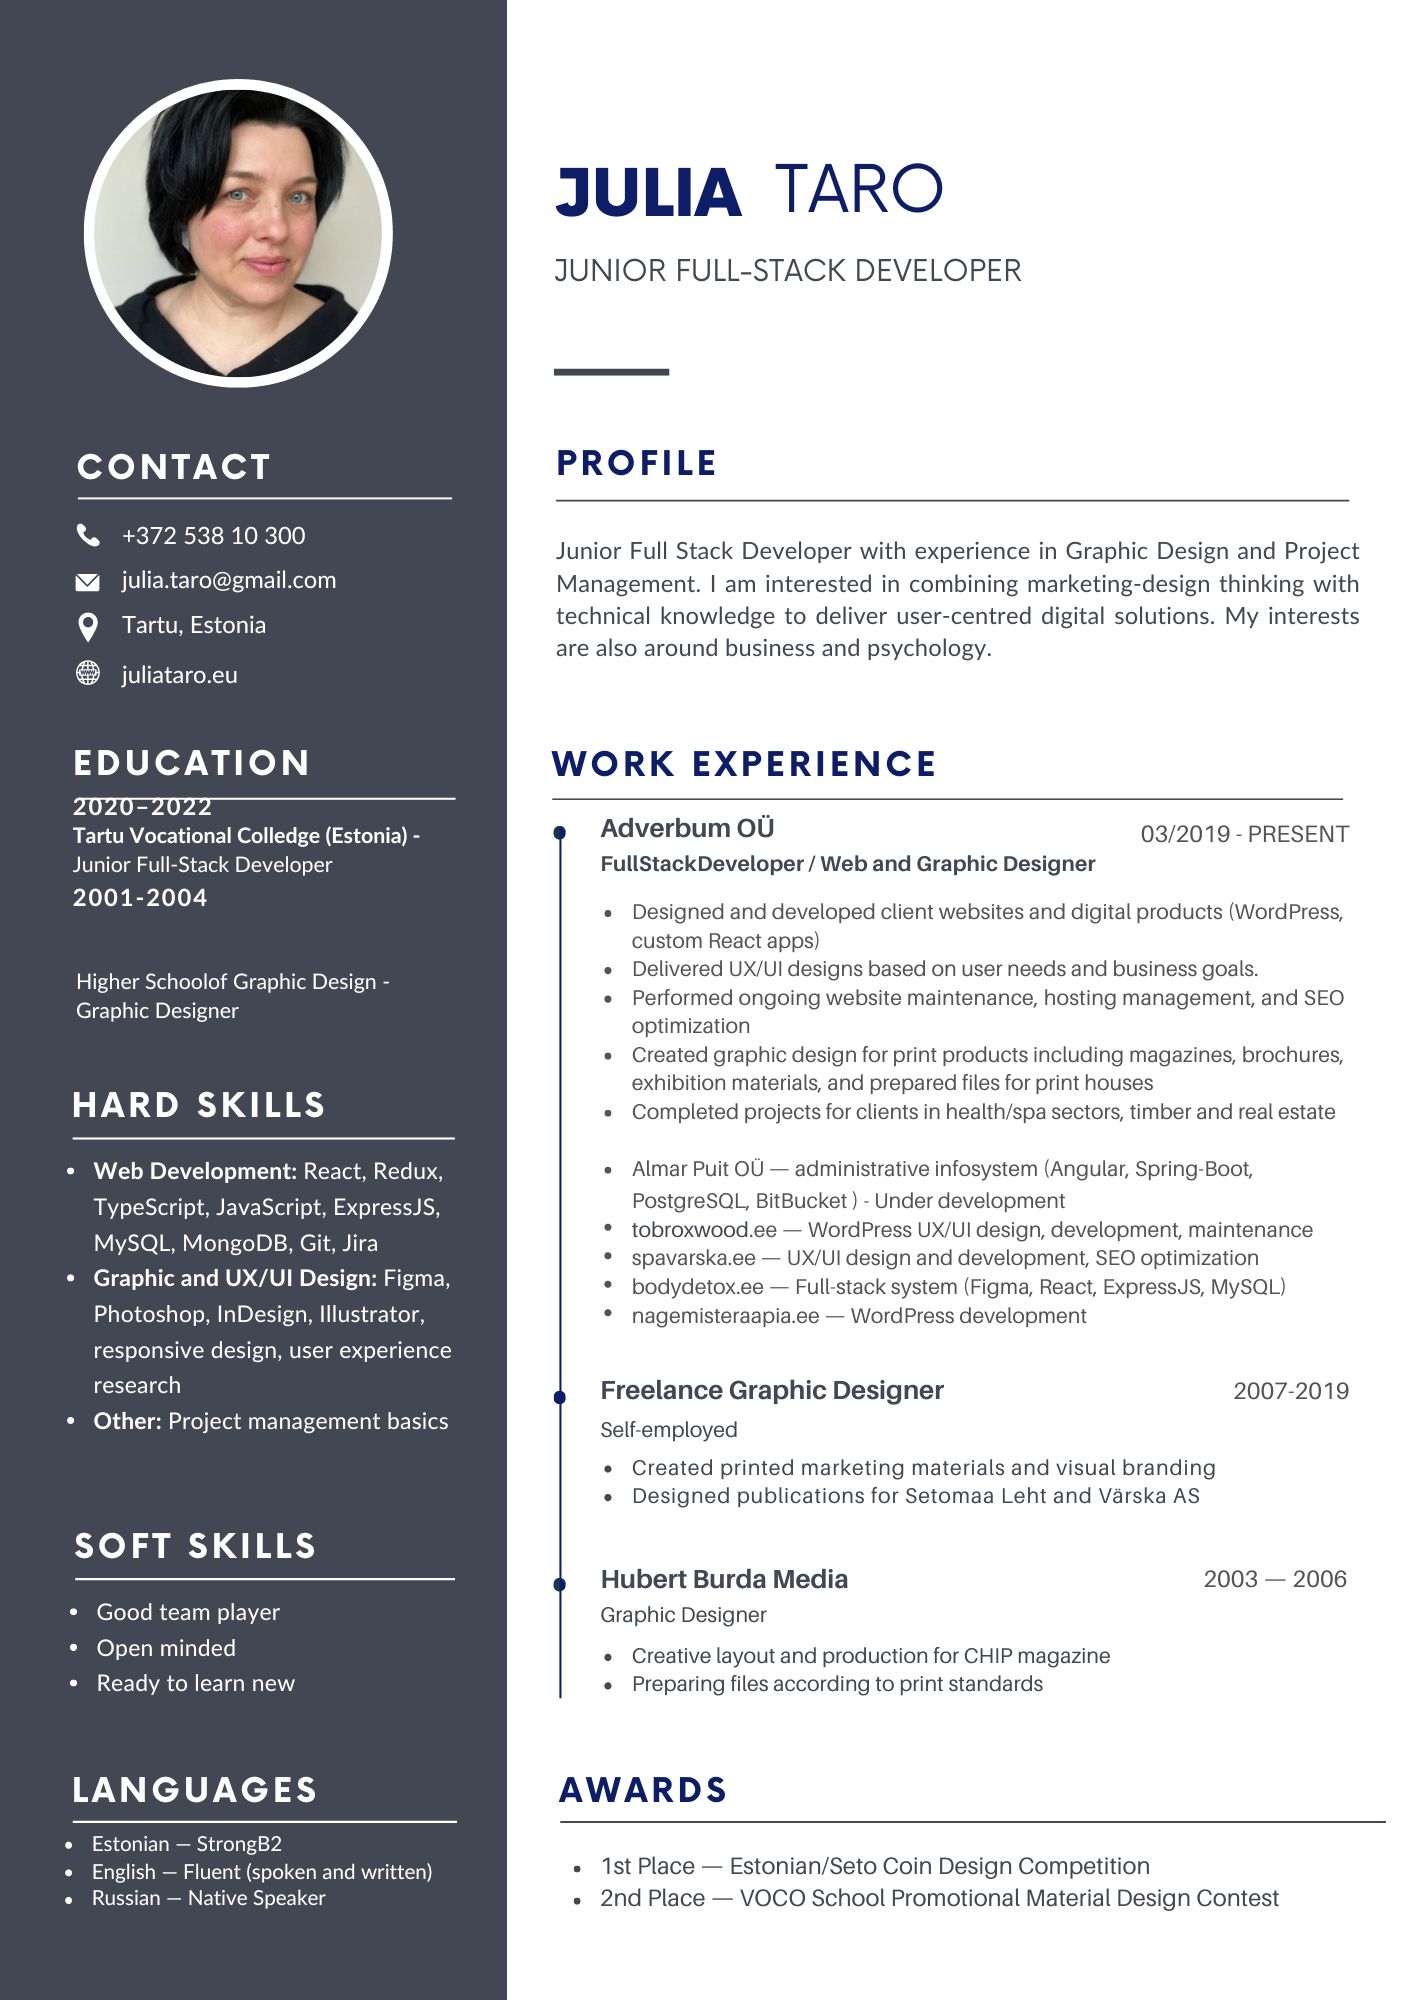 JULIA TARO
JUNIOR FULL-STACK DEVELOPER
CONTACT
+372 538 10 300
julia.taro@gmail.com
Tartu, Estonia
juliataro.eu
EDUCATION
2020–2022
Tartu Vocational Colledge (Estonia) -
Junior Full-Stack Developer
2001-2004
Higher Schoolof Graphic Design -
Graphic Designer
HARD SKILLS
• Web Development: React, Redux,
TypeScript, JavaScript, ExpressJS,
MySQL, MongoDB, Git, Jira
• Graphic and UX/UI Design: Figma,
Photoshop, InDesign, Illustrator,
responsive design, user experience
research
• Other: Project management basics
SOFT SKILLS
• Good team player
• Open minded
• Ready to learn new
LANGUAGES
• Estonian — StrongB2
• English — Fluent (spoken and written)
• Russian — Native Speaker
PROFILE
Junior Full Stack Developer with experience in Graphic Design and Project
Management. I am interested in combining marketing-design thinking with
technical knowledge to deliver user-centred digital solutions. My interests
are also around business and psychology.
WORK EXPERIENCE
Adverbum OÜ 03/2019 - PRESENT
FullStackDeveloper / Web and Graphic Designer
• Designed and developed client websites and digital products (WordPress,
custom React apps)
• Delivered UX/UI designs based on user needs and business goals.
• Performed ongoing website maintenance, hosting management, and SEO
optimization
• Created graphic design for print products including magazines, brochures,
exhibition materials, and prepared files for print houses
• Completed projects for clients in health/spa sectors, timber and real estate
• Almar Puit OÜ — administrative infosystem (Angular, Spring-Boot,
PostgreSQL, BitBucket ) - Under development
• tobroxwood.ee — WordPress UX/UI design, development, maintenance
• spavarska.ee — UX/UI design and development, SEO optimization
• bodydetox.ee — Full-stack system (Figma, React, ExpressJS, MySQL)
• nagemisteraapia.ee — WordPress development
Freelance Graphic Designer 2007-2019
Self-employed
• Created printed marketing materials and visual branding
• Designed publications for Setomaa Leht and Värska AS
Hubert Burda Media 2003 — 2006
Graphic Designer
• Creative layout and production for CHIP magazine
• Preparing files according to print standards
AWARDS
• 1st Place — Estonian/Seto Coin Design Competition
• 2nd Place — VOCO School Promotional Material Design Contest